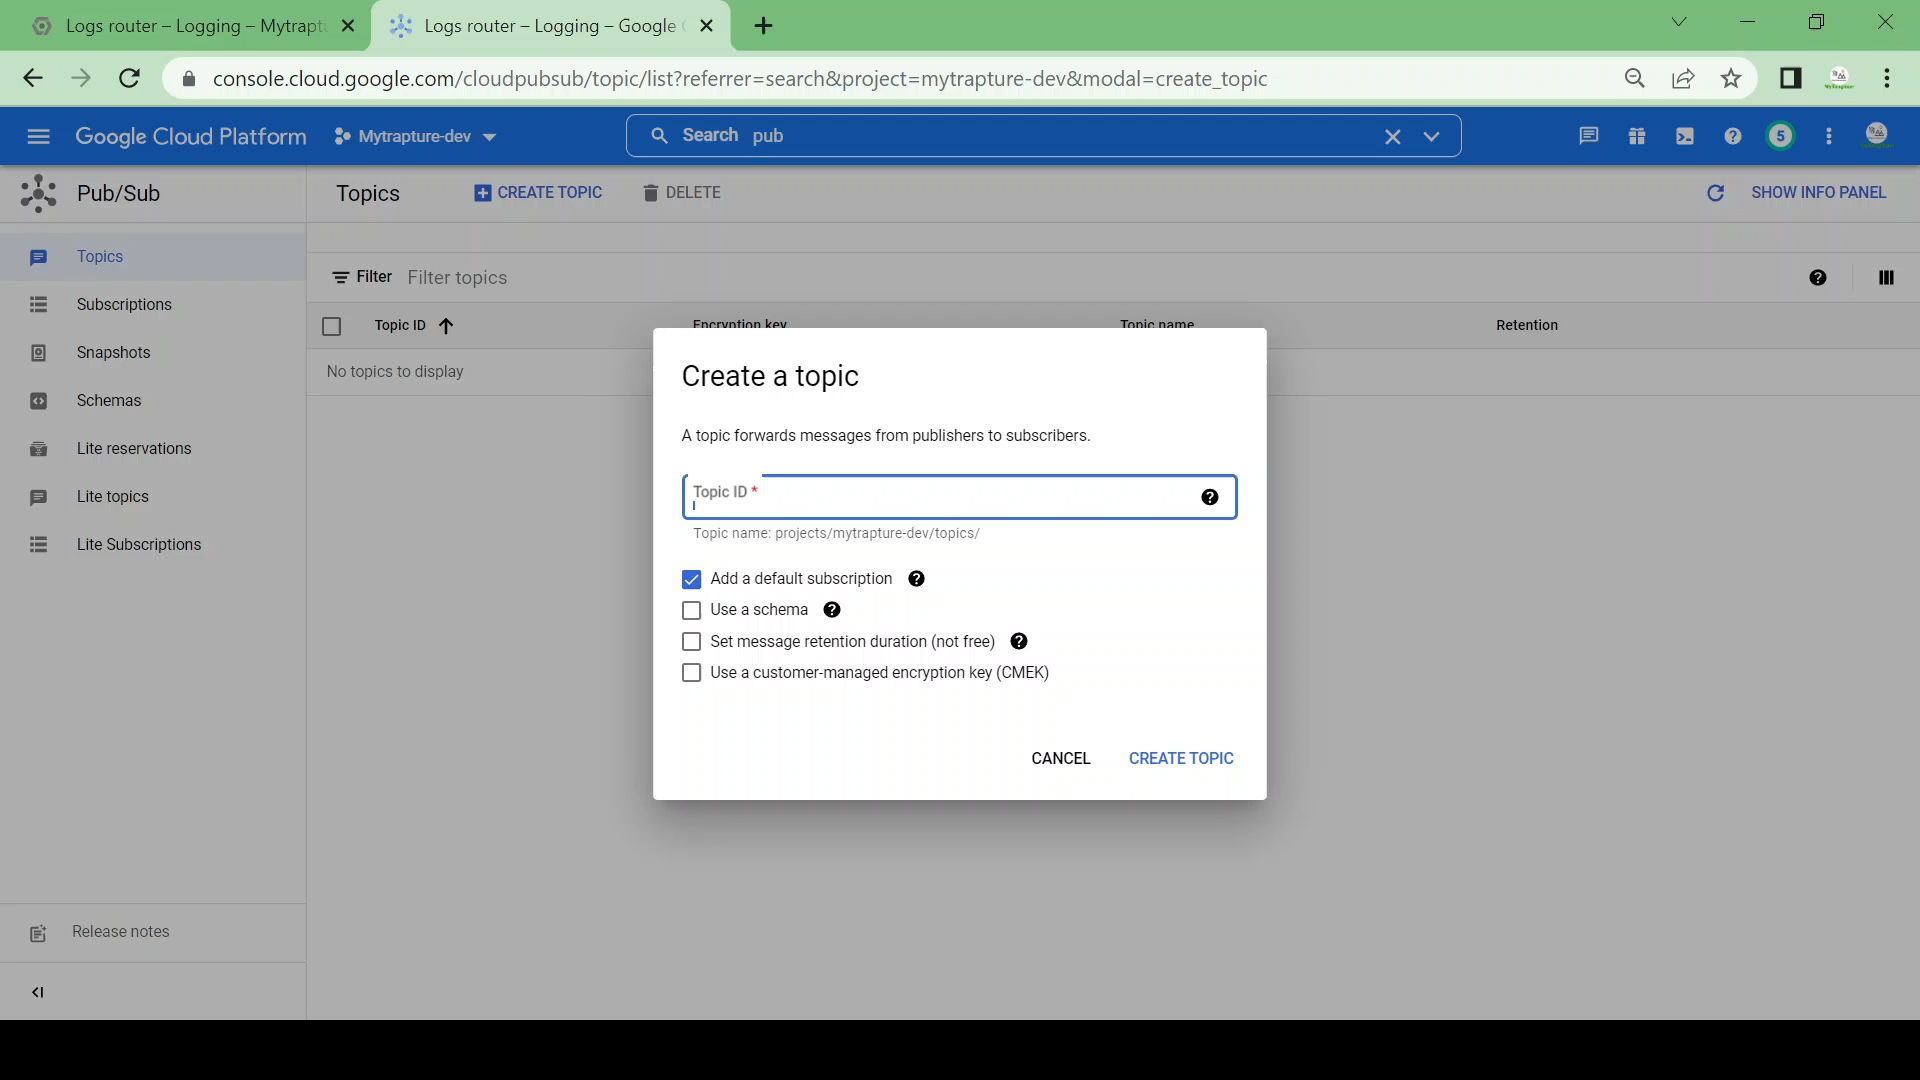 Logs router – Logging – Mytraptu
Logs router – Logging – Google C
console.cloud.google.com/cloudpubsub/topic/list?referrer=search&project=mytrapture-dev&modal=create_topic
Google Cloud Platform
Mytrapture-dev
Search pub
5
Pub/Sub
Topics
CREATE TOPIC
DELETE
SHOW INFO PANEL
Topics
Subscriptions
Snapshots
Schemas
Lite reservations
Lite topics
Lite Subscriptions
Release notes
Filter Filter topics
Topic ID
Encryption key
Topic name
Retention
No topics to display
Create a topic
A topic forwards messages from publishers to subscribers.
Topic ID *
Topic name: projects/mytrapture-dev/topics/
Add a default subscription
Use a schema
Set message retention duration (not free)
Use a customer-managed encryption key (CMEK)
CANCEL
CREATE TOPIC